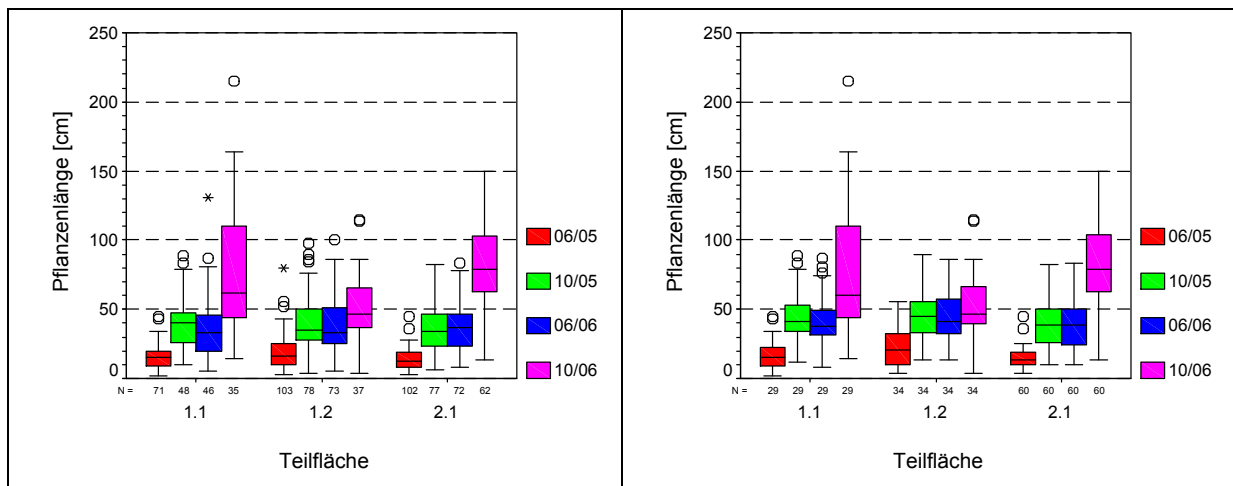 Pflanzenlänge [cm]
250
200
150
100
50
0
N = 71 48 46 35 103 78 73 37 102 77 72 62
1.1 1.2 2.1
Teilfläche
06/05
10/05
06/06
10/06
Pflanzenlänge [cm]
250
200
150
100
50
0
N = 29 29 29 29 34 34 34 34 60 60 60 60
1.1 1.2 2.1
Teilfläche
06/05
10/05
06/06
10/06